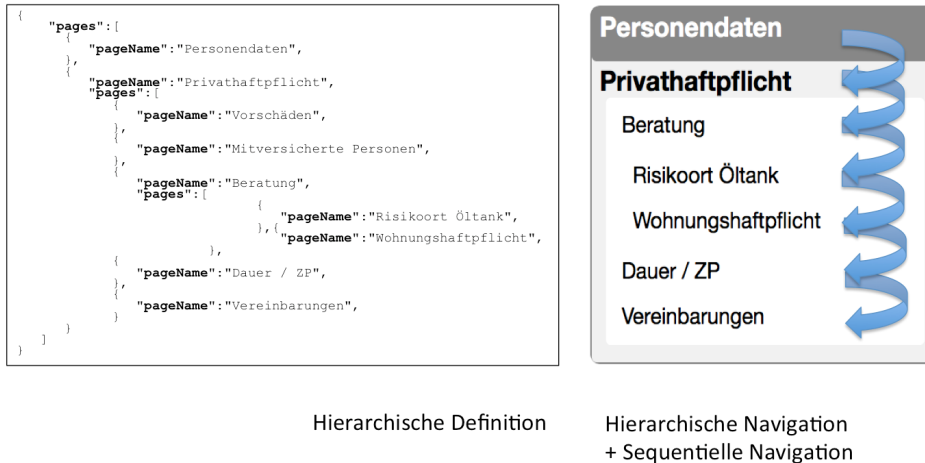 {
"pages":[
{
"pageName":"Personendaten",
},
{
"pageName":"Privathaftpflicht",
"pages":[
{
"pageName":"Vorschäden",
},
{
"pageName":"Mitversicherte Personen",
},
{
"pageName":"Beratung",
"pages":[
{
"pageName":"Risikoort Öltank",
},{
"pageName":"Wohnungshaftpflicht",
},
{
"pageName":"Dauer / ZP",
},
{
"pageName":"Vereinbarungen",
}
}
]
}
Personendaten
Privathaftpflicht
Beratung
Risikoort Öltank
Wohnungshaftpflicht
Dauer / ZP
Vereinbarungen
Hierarchische Definition
Hierarchische Navigation
+ Sequentielle Navigation